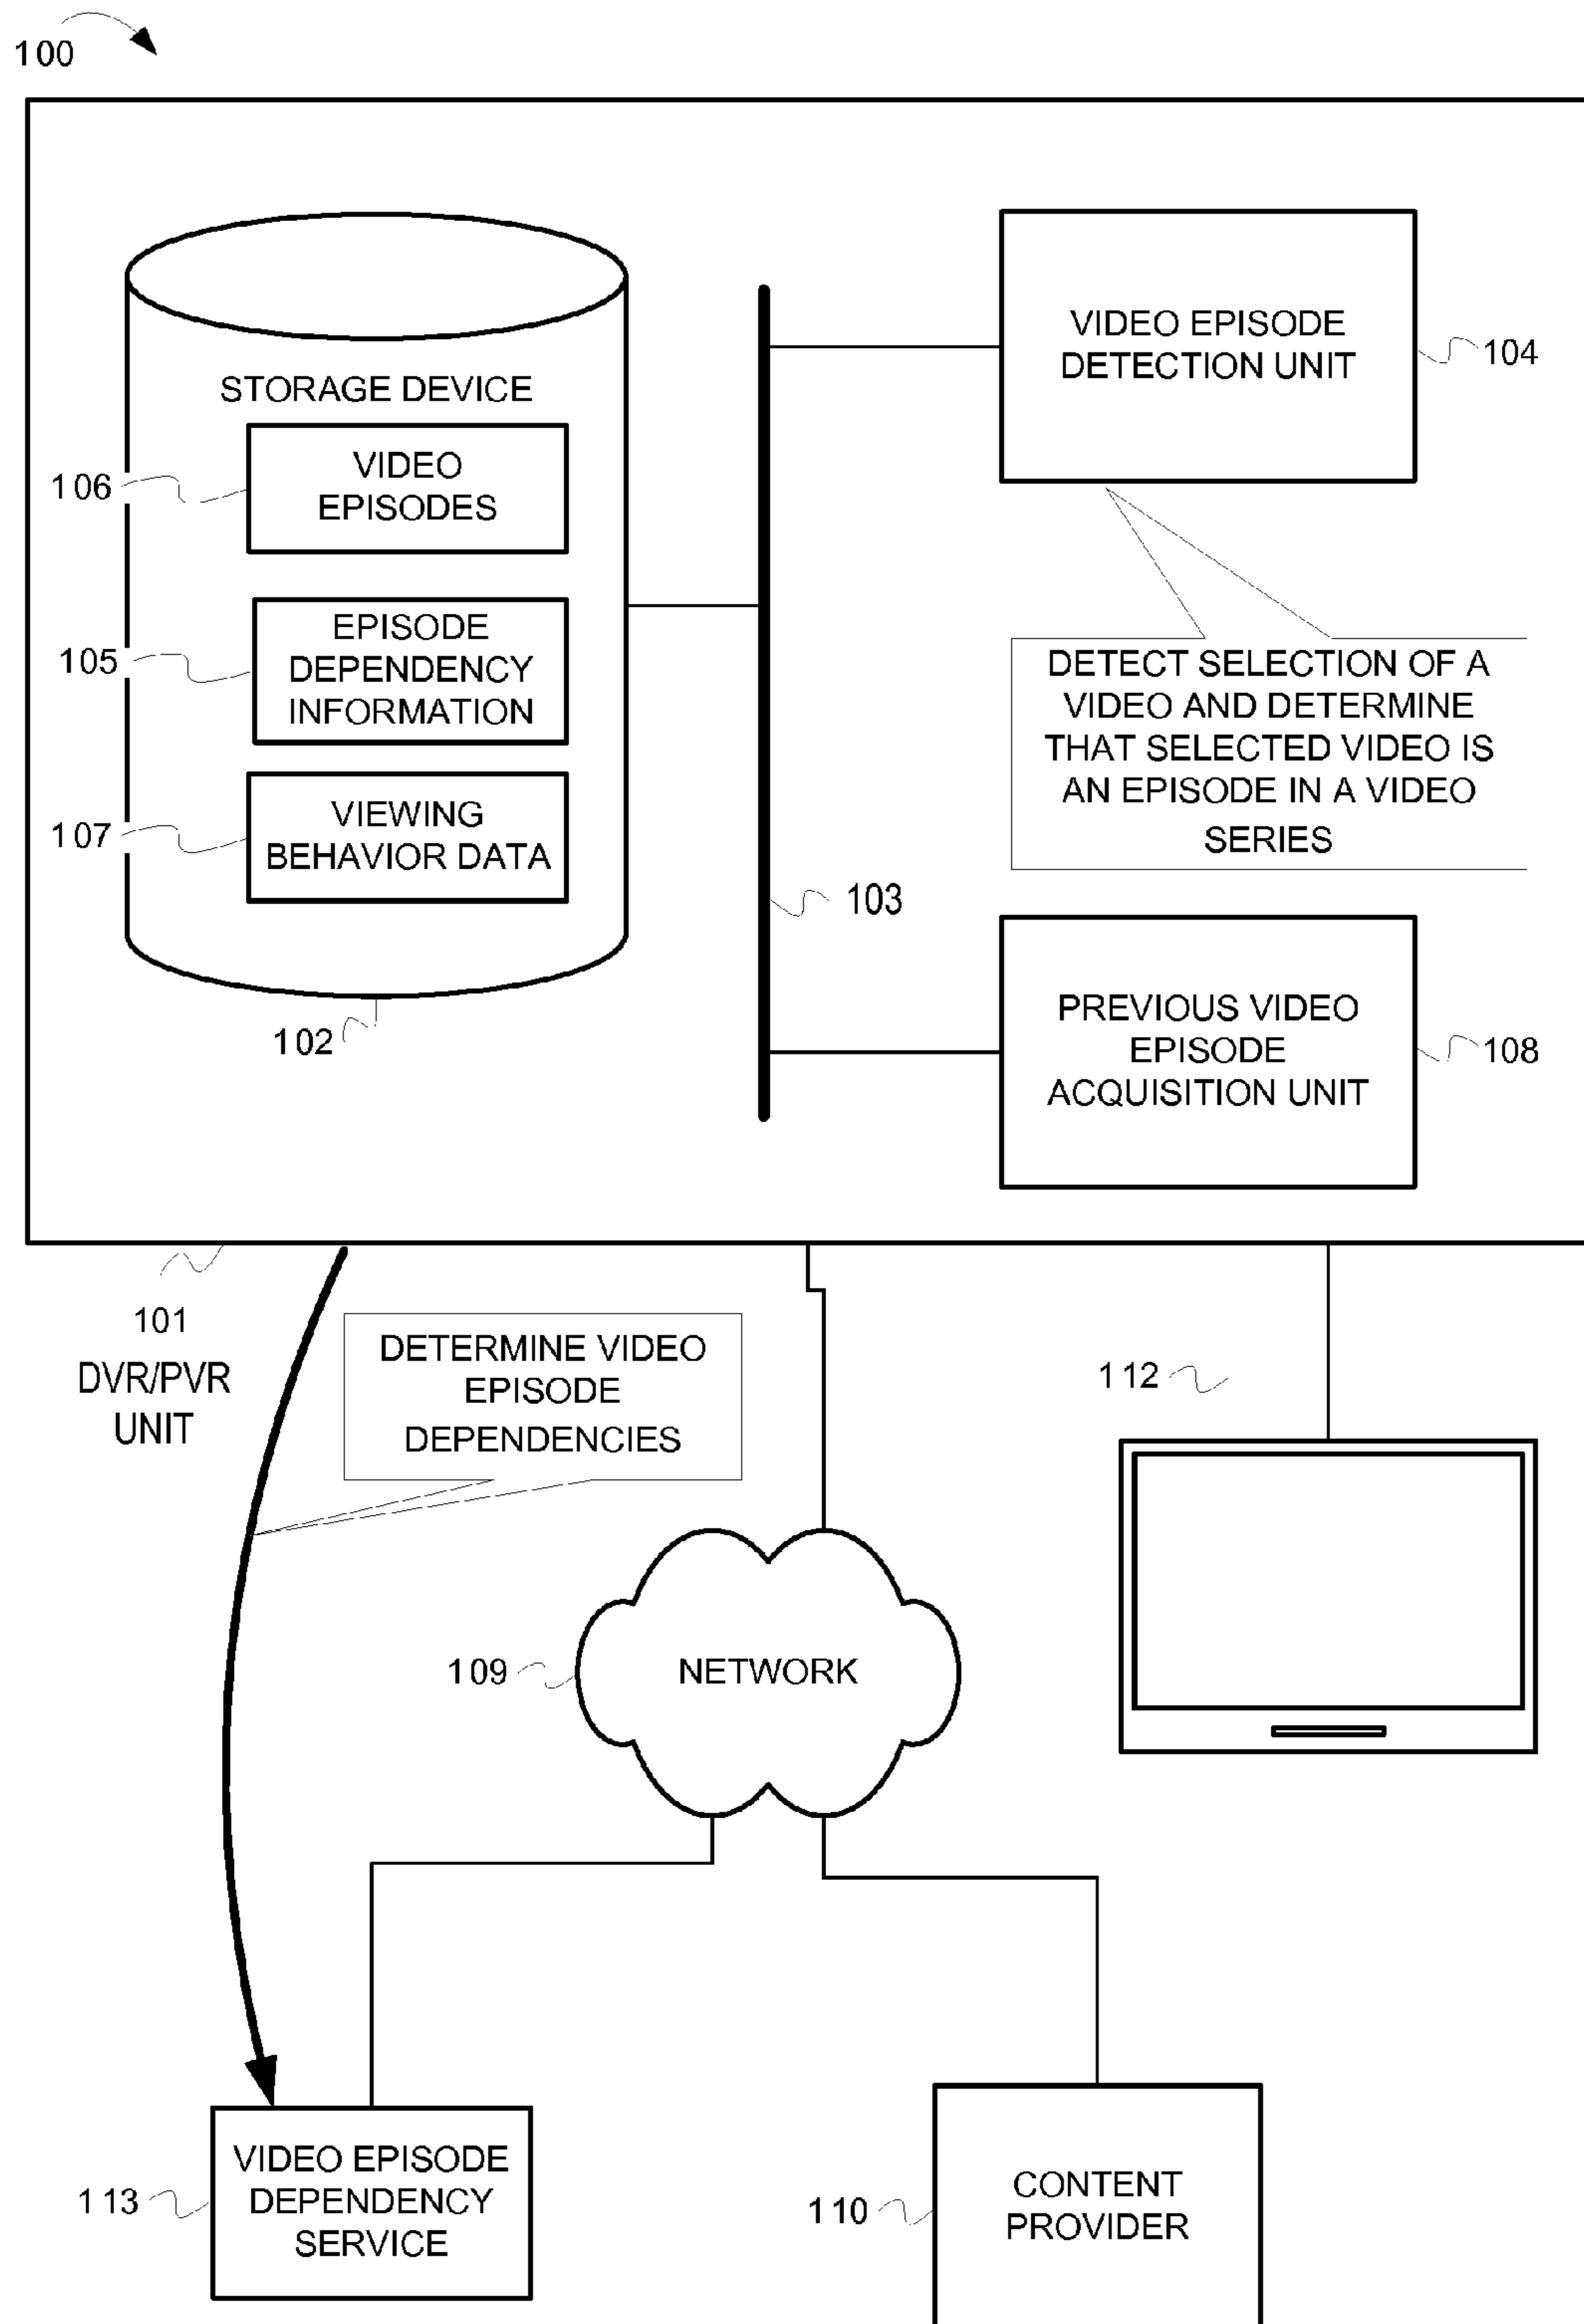 100
STORAGE DEVICE
106
VIDEO
EPISODES
105
EPISODE
DEPENDENCY
INFORMATION
107
VIEWING
BEHAVIOR DATA
102
103
VIDEO EPISODE
DETECTION UNIT
104
DETECT SELECTION OF A
VIDEO AND DETERMINE
THAT SELECTED VIDEO IS
AN EPISODE IN A VIDEO
SERIES
PREVIOUS VIDEO
EPISODE
ACQUISITION UNIT
108
101
DVR/PVR
UNIT
DETERMINE VIDEO
EPISODE
DEPENDENCIES
112
109
NETWORK
113
VIDEO EPISODE
DEPENDENCY
SERVICE
110
CONTENT
PROVIDER